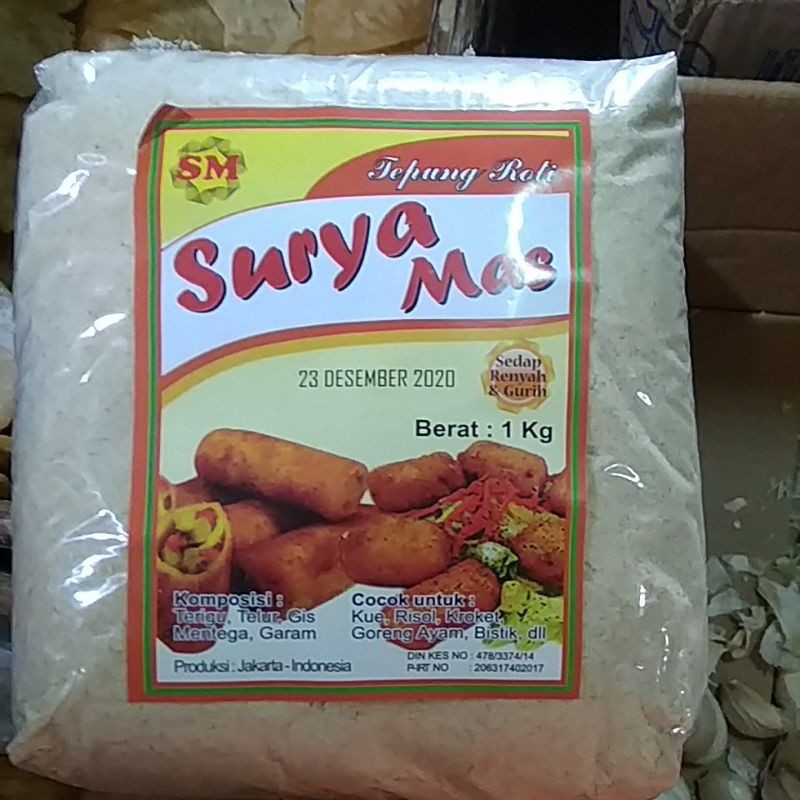 SM
Tepung Roti
Surya
Mas
23 DESEMBER 2020
Sedap
Renyah
& Gurih
Berat : 1 Kg
Komposisi :
Terigu, Telur, Gis
Mentega, Garam
Cocok untuk :
Kue, Risol, Kroket,
Goreng Ayam, Bistik, dll
Produksi : Jakarta - Indonesia
DIN KES NO : 478/3374/14
P-IRT NO : 206317402017